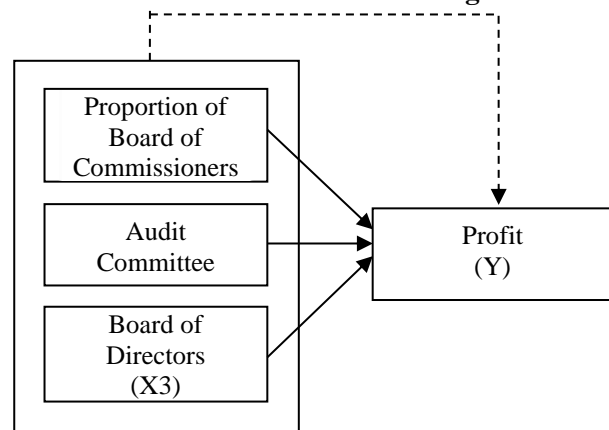 g
Proportion of
Board of
Commissioners
Audit
Committee
Board of
Directors
(X3)
Profit
(Y)